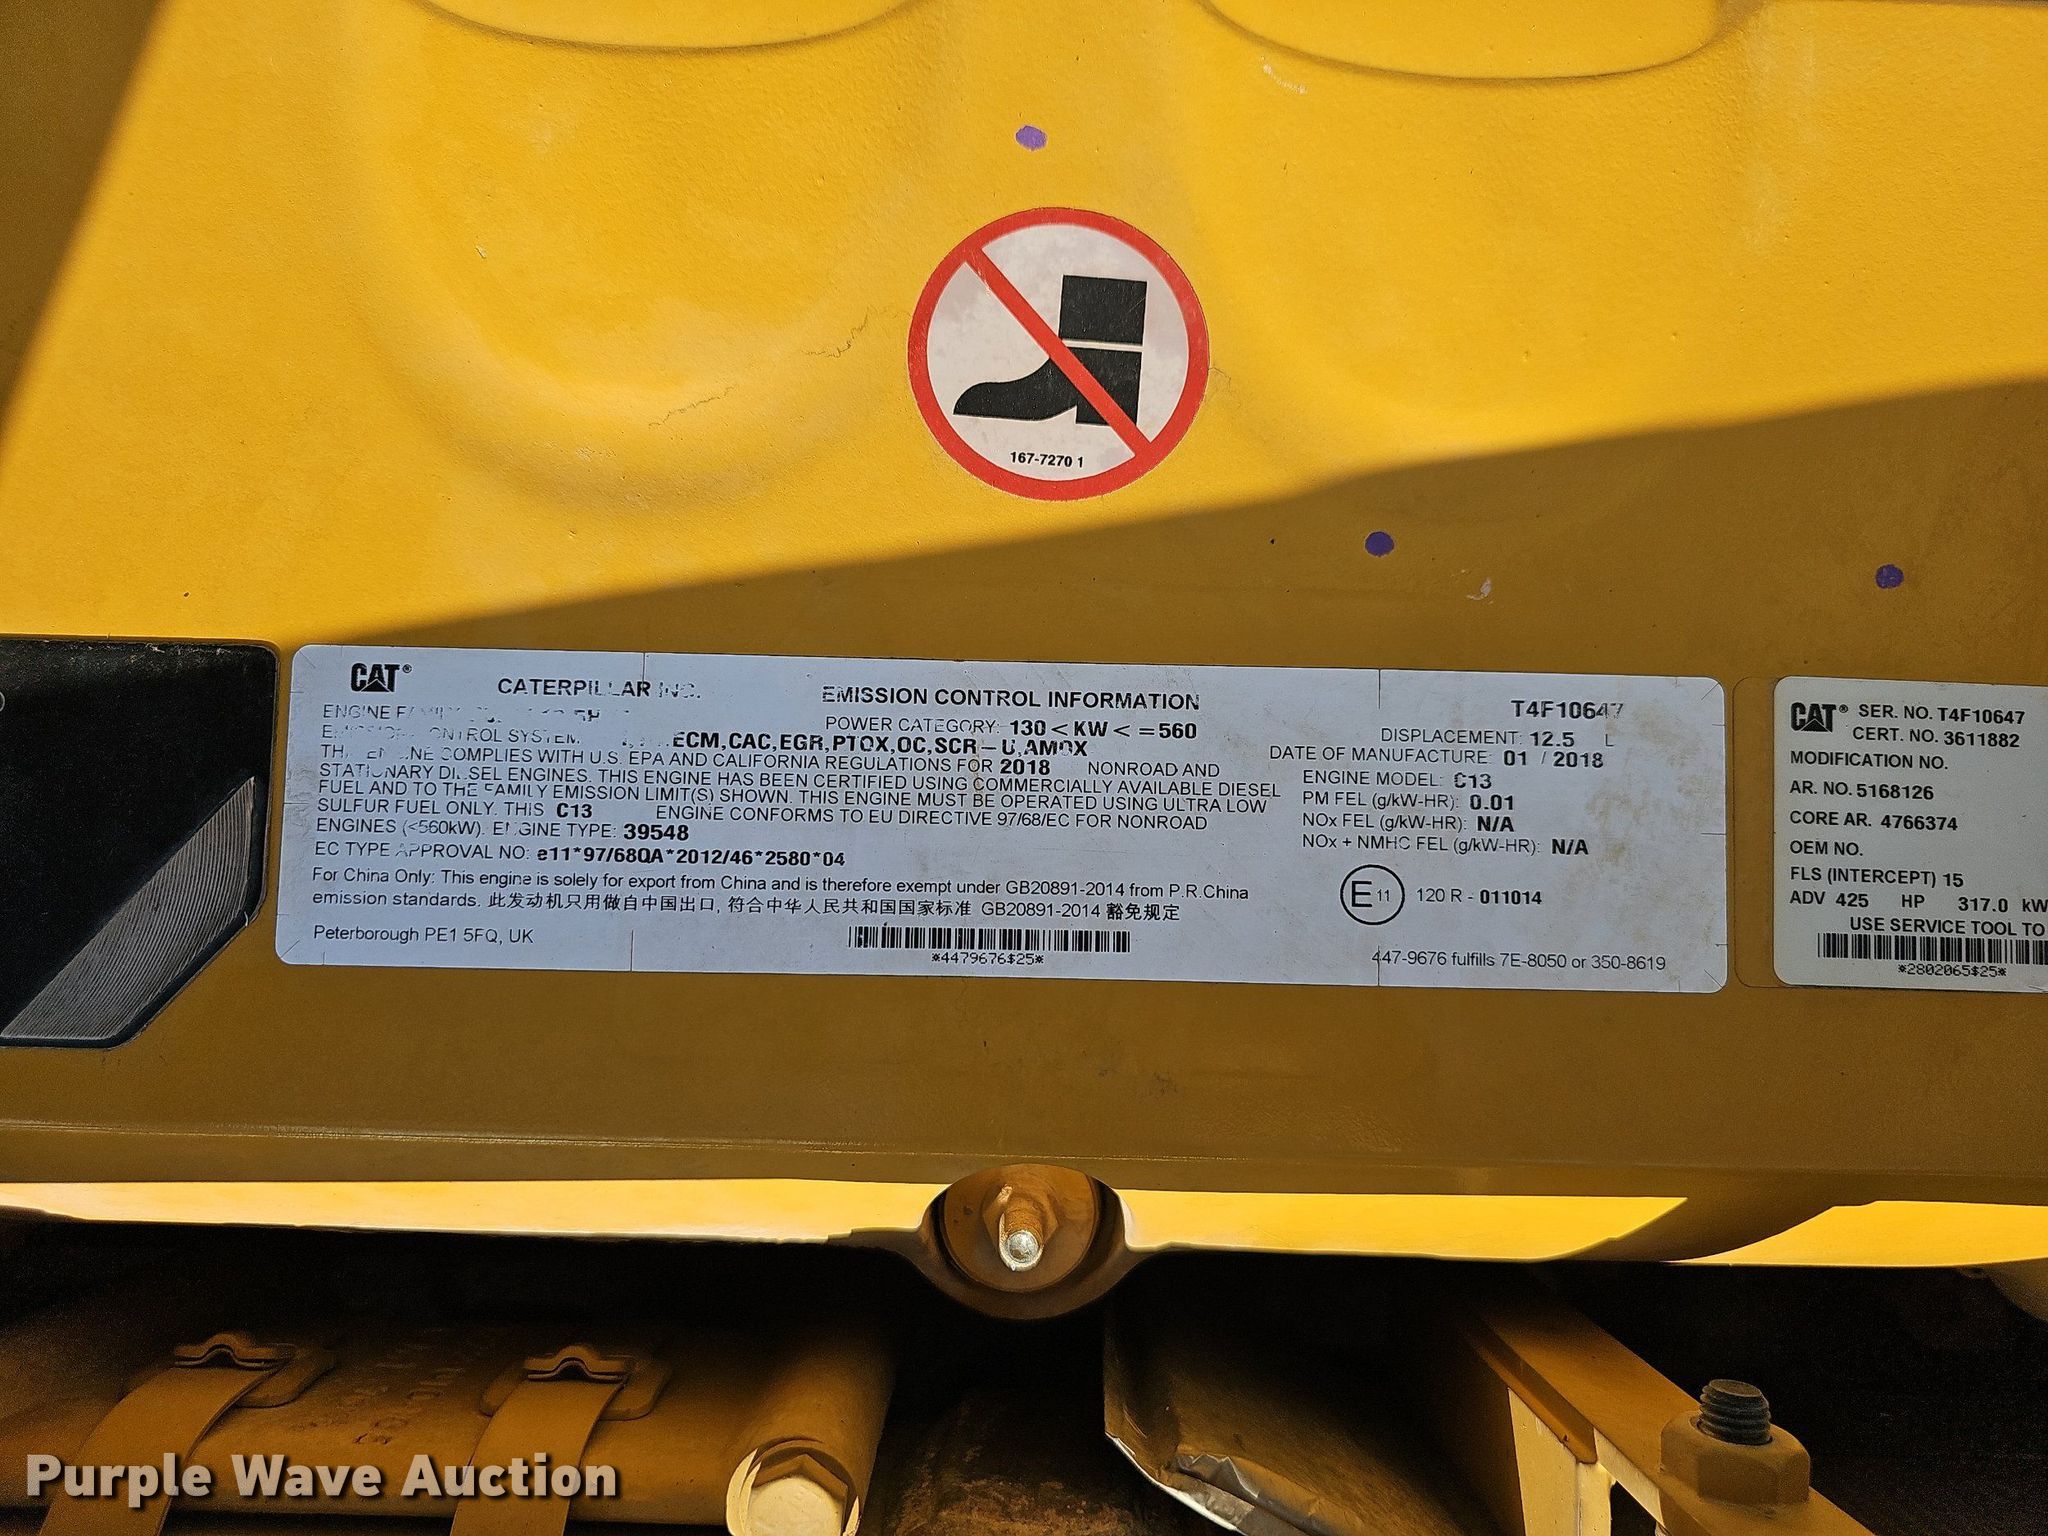 167-7270 1
CAT® CATERPILLAR INC. EMISSION CONTROL INFORMATION T4F10647
ENGINE FAMILY
POWER CATEGORY: 130<KW<=560
DISPLACEMENT: 12.5 L
EMISSION CONTROL SYSTEM: ECM,CAC,EGR,PTOX,OC,SCR-U,AMOX
DATE OF MANUFACTURE: 01 / 2018
THE ENGINE COMPLIES WITH U.S. EPA AND CALIFORNIA REGULATIONS FOR 2018 NONROAD AND
STATIONARY DIESEL ENGINES. THIS ENGINE HAS BEEN CERTIFIED USING COMMERCIALLY AVAILABLE DIESEL
FUEL AND TO THE FAMILY EMISSION LIMIT(S) SHOWN. THIS ENGINE MUST BE OPERATED USING ULTRA LOW
SULFUR FUEL ONLY. THIS C13 ENGINE CONFORMS TO EU DIRECTIVE 97/68/EC FOR NONROAD
ENGINES (<560kW). ENGINE TYPE: 39548
EC TYPE APPROVAL NO: e11*97/68QA*2012/46*2580*04
ENGINE MODEL: C13
PM FEL (g/kW-HR): 0.01
NOx FEL (g/kW-HR): N/A
NOx + NMHC FEL (g/kW-HR): N/A
For China Only: This engine is solely for export from China and is therefore exempt under GB20891-2014 from P.R.China
emission standards. 此发动机只用做自中国出口, 符合中华人民共和国国家标准 GB20891-2014 豁免规定
E 11 120 R - 011014
Peterborough PE1 5FQ, UK
*4479676$25*
447-9676 fulfills 7E-8050 or 350-8619
CAT® SER. NO. T4F10647
CERT. NO. 3611882
MODIFICATION NO.
AR. NO. 5168126
CORE AR. 4766374
OEM NO.
FLS (INTERCEPT) 15
ADV 425 HP 317.0 kW
USE SERVICE TOOL TO
*2802065$25*
Purple Wave Auction